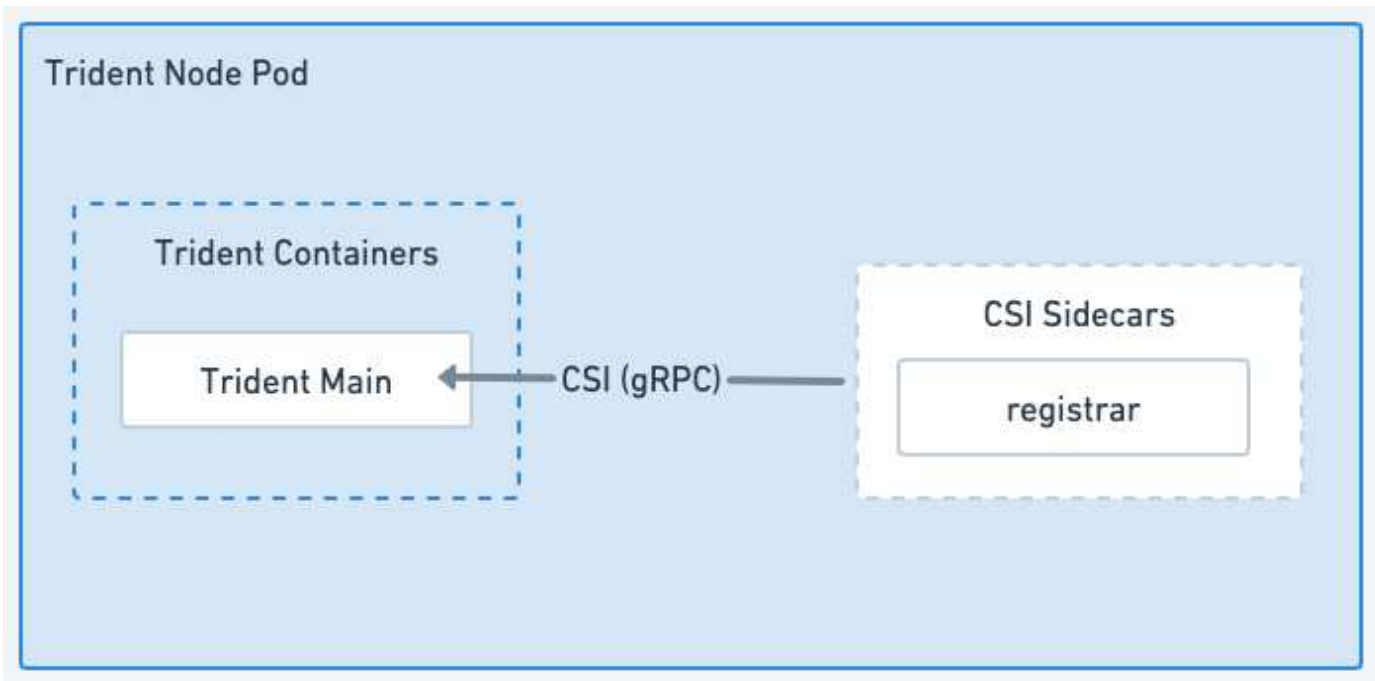 Trident Node Pod
Trident Containers
Trident Main
CSI (gRPC)
CSI Sidecars
registrar